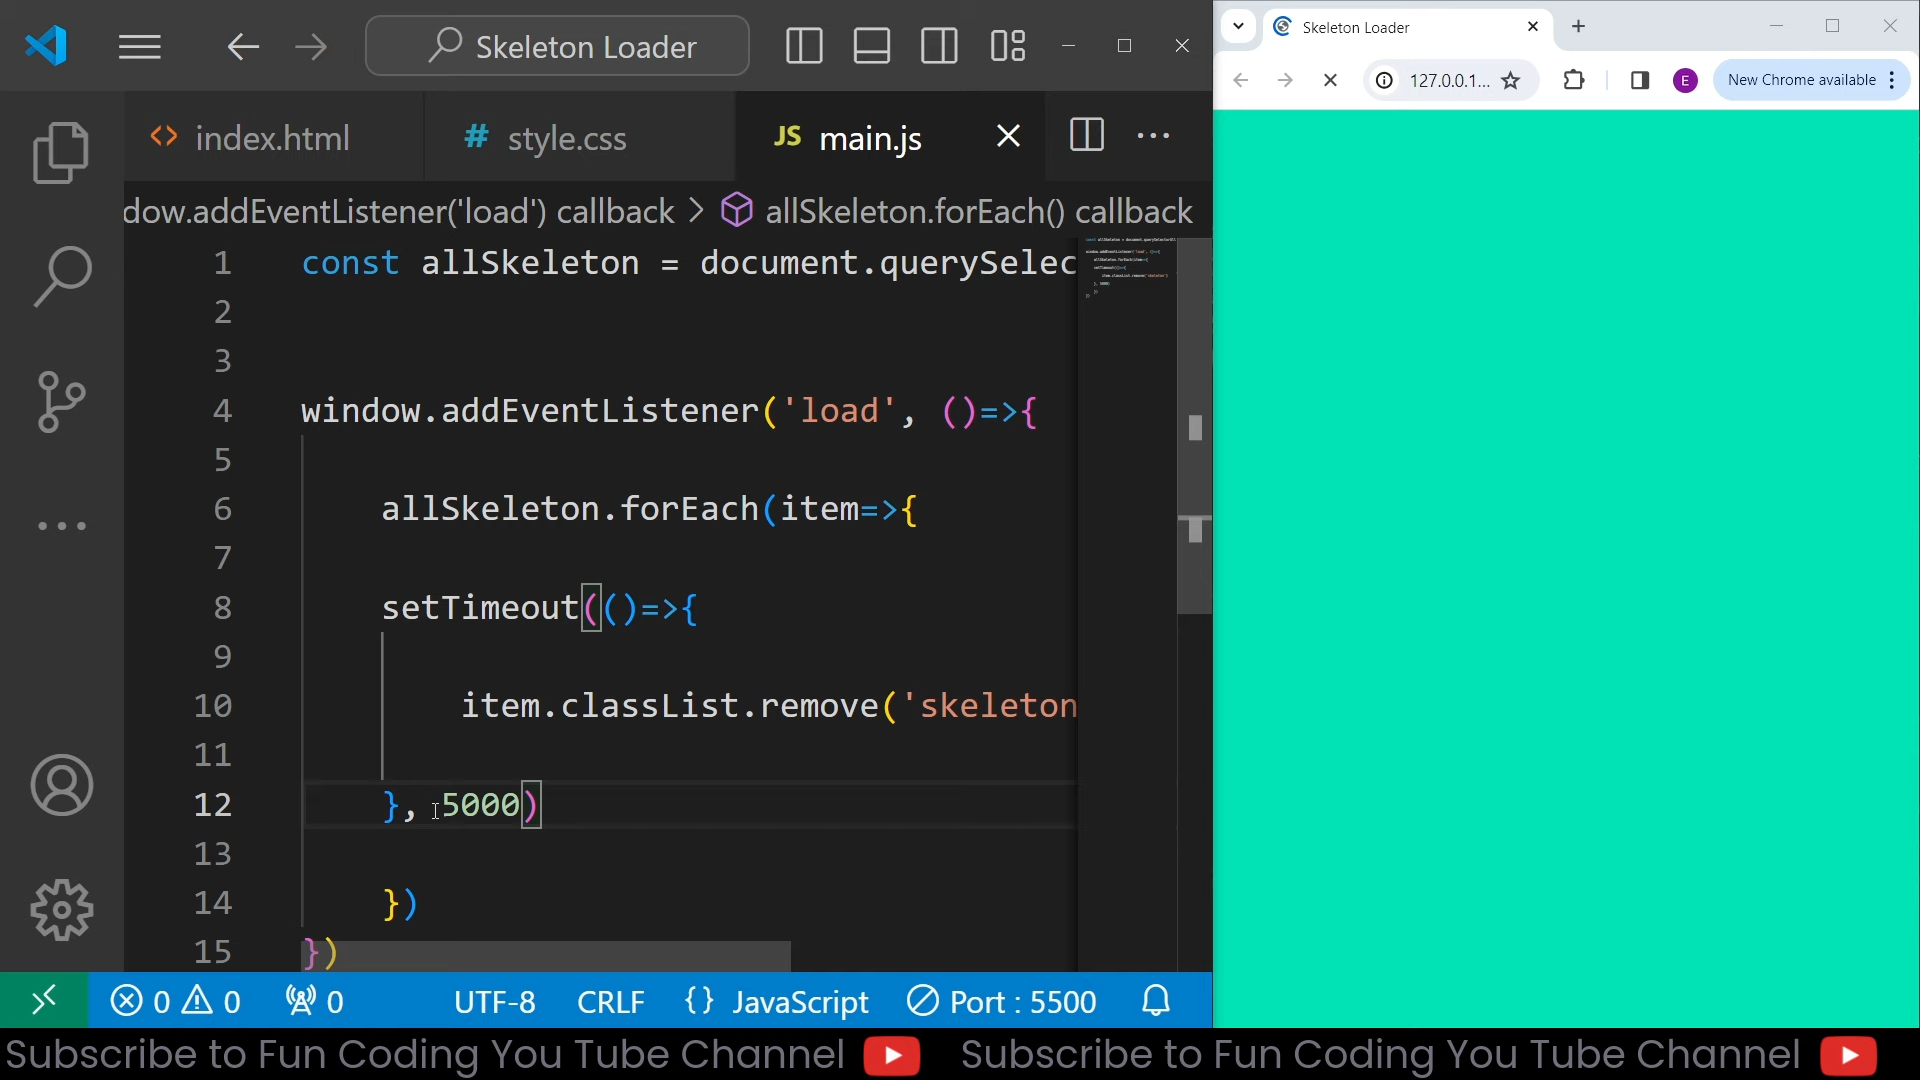 Skeleton Loader
index.html
style.css
JS main.js
dow.addEventListener('load') callback > allSkeleton.forEach() callback
1 const allSkeleton = document.querySelec
2
3
4 window.addEventListener('load', ()=>{
5
6 allSkeleton.forEach(item=>{
7
8 setTimeout(()=>{
9
10 item.classList.remove('skeleton
11
12 }, 5000)
13
14 })
15 })
0 0 0 UTF-8 CRLF {} JavaScript Port : 5500
Skeleton Loader
127.0.0.1... E New Chrome available
Subscribe to Fun Coding You Tube Channel Subscribe to Fun Coding You Tube Channel